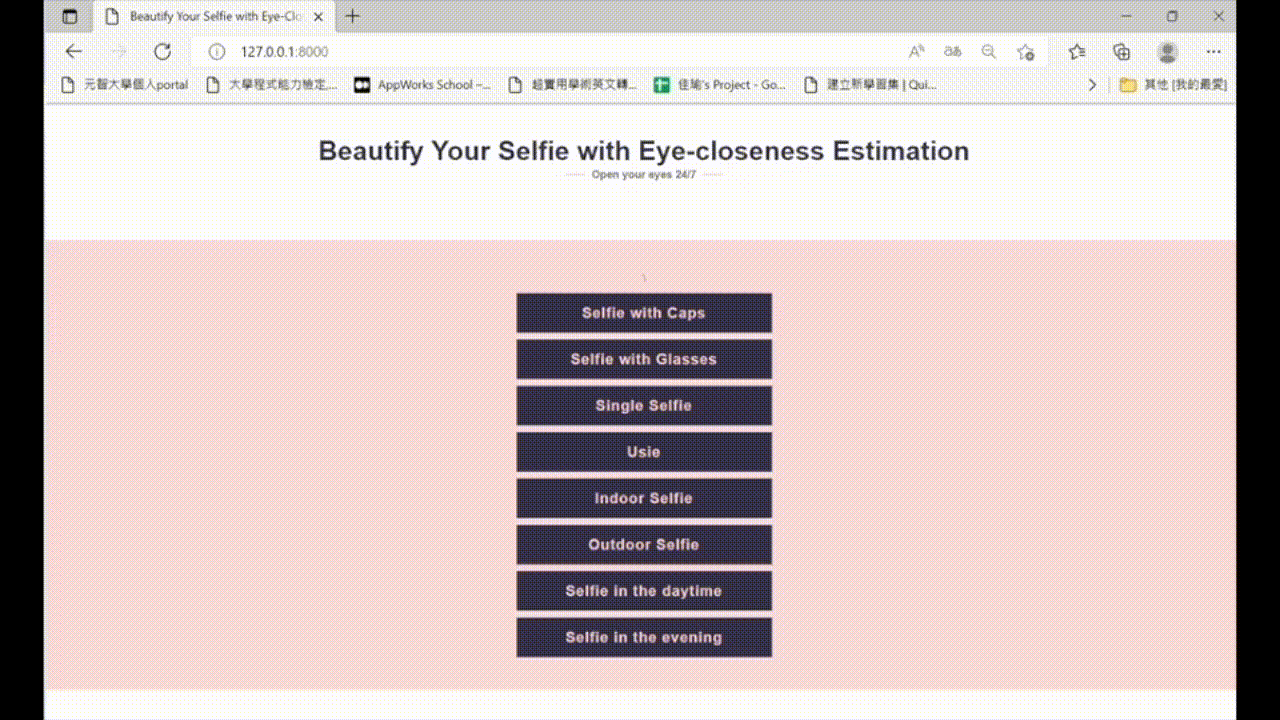 Beautify Your Selfie with Eye-Clo
127.0.0.1:8000
元智大學個人portal 大學程式能力檢定,... AppWorks School –... 超實用學術英文轉... 佳瑜's Project - Go... 建立新學習集 | Qui... 其他 [我的最愛]
Beautify Your Selfie with Eye-closeness Estimation
Open your eyes 24/7
Selfie with Caps
Selfie with Glasses
Single Selfie
Usie
Indoor Selfie
Outdoor Selfie
Selfie in the daytime
Selfie in the evening